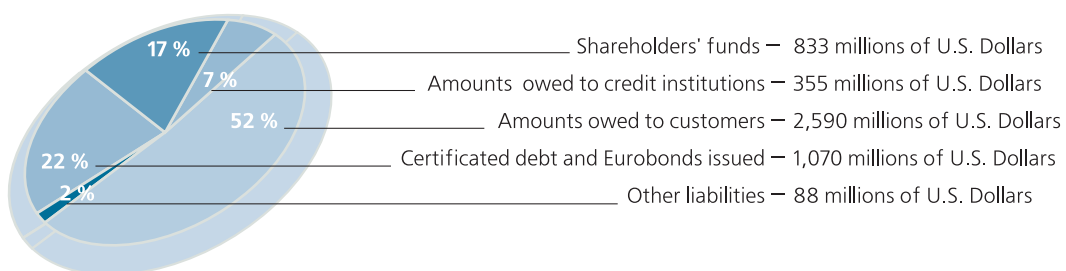 17 % Shareholders' funds – 833 millions of U.S. Dollars
7 % Amounts owed to credit institutions – 355 millions of U.S. Dollars
52 % Amounts owed to customers – 2,590 millions of U.S. Dollars
22 % Certificated debt and Eurobonds issued – 1,070 millions of U.S. Dollars
2 % Other liabilities – 88 millions of U.S. Dollars